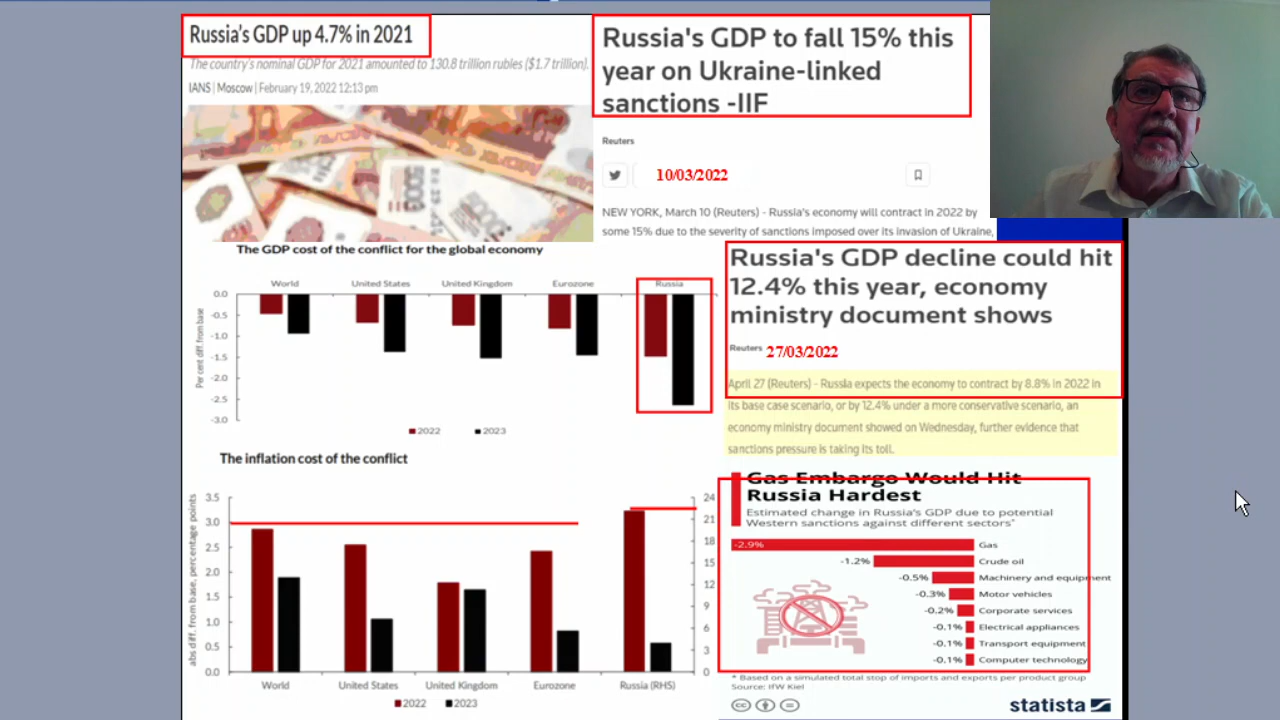 Russia's GDP up 4.7% in 2021
The country's nominal GDP for 2021 amounted to 130.8 trillion rubles ($1.7 trillion).
IANS | Moscow | February 19, 2022 12:13 pm
Russia's GDP to fall 15% this
year on Ukraine-linked
sanctions -IIF
Reuters
10/03/2022
NEW YORK, March 10 (Reuters) - Russia's economy will contract in 2022 by
some 15% due to the severity of sanctions imposed over its invasion of Ukraine,
The GDP cost of the conflict for the global economy
World United States United Kingdom Eurozone Russia
Per cent diff. from base
0.0
-0.5
-1.0
-1.5
-2.0
-2.5
-3.0
2022 2023
Russia's GDP decline could hit
12.4% this year, economy
ministry document shows
Reuters 27/03/2022
April 27 (Reuters) - Russia expects the economy to contract by 8.8% in 2022 in
its base case scenario, or by 12.4% under a more conservative scenario, an
economy ministry document showed on Wednesday, further evidence that
sanctions pressure is taking its toll.
The inflation cost of the conflict
abs diff. from base, percentage points
3.5
3.0
2.5
2.0
1.5
1.0
0.5
0.0
24
21
18
15
12
9
6
3
0
World United States United Kingdom Eurozone Russia (RHS)
2022 2023
Gas Embargo Would Hit
Russia Hardest
Estimated change in Russia's GDP due to potential
Western sanctions against different sectors*
-2.9% Gas
-1.2% Crude oil
-0.5% Machinery and equipment
-0.3% Motor vehicles
-0.2% Corporate services
-0.1% Electrical appliances
-0.1% Transport equipment
-0.1% Computer technology
* Based on a simulated total stop of imports and exports per product group
Source: IfW Kiel
statista